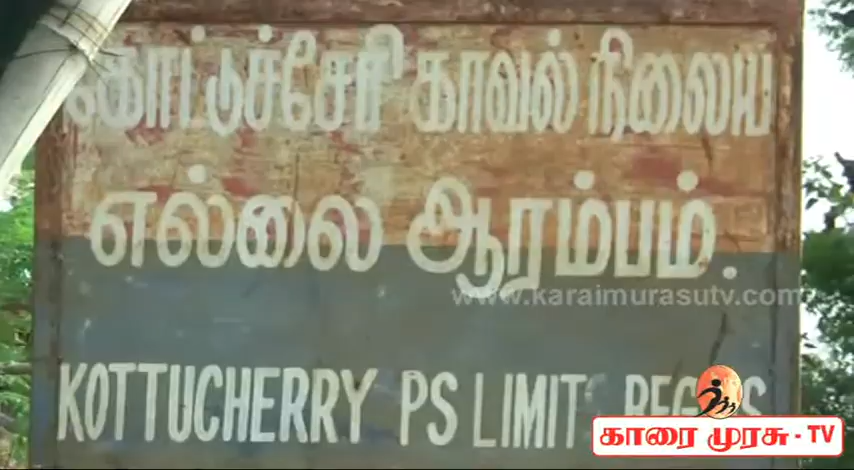 கோட்டுச்சேரி காவல் நிலைய
எல்லை ஆரம்பம்.
www.karaimurasutv.com
KOTTUCHERRY PS LIMIT
காரை முரசு - TV